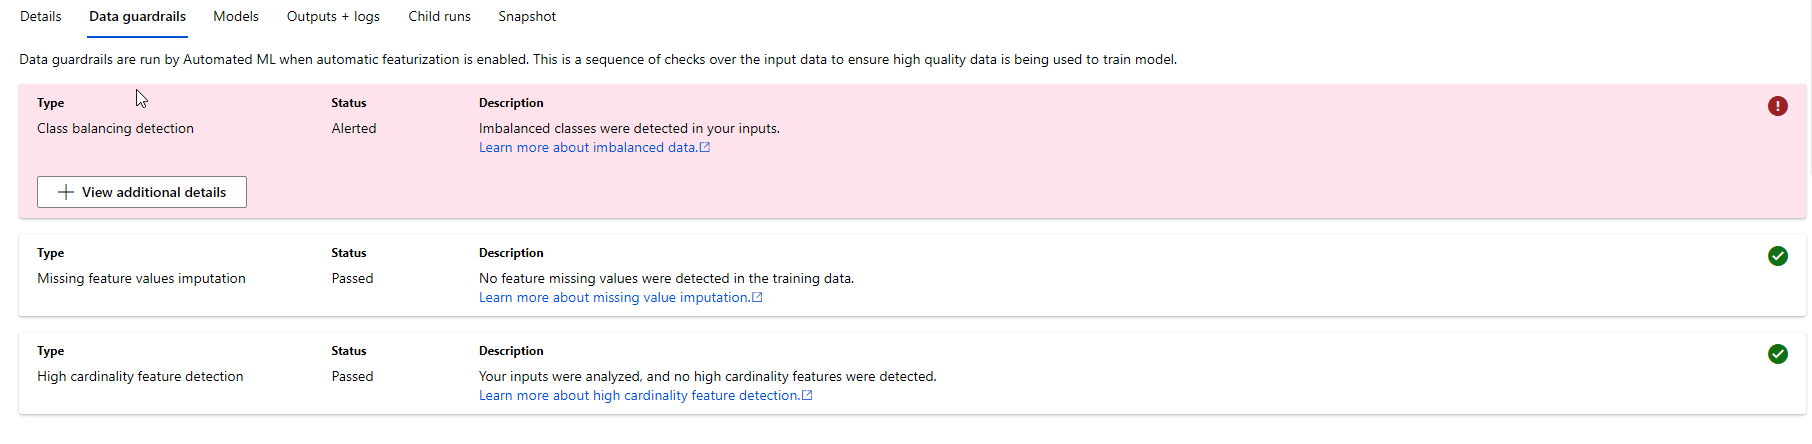 Details Data guardrails Models Outputs + logs Child runs Snapshot
Data guardrails are run by Automated ML when automatic featurization is enabled. This is a sequence of checks over the input data to ensure high quality data is being used to train model.
Type Status Description
Class balancing detection Alerted Imbalanced classes were detected in your inputs.
Learn more about imbalanced data.
View additional details
Type Status Description
Missing feature values imputation Passed No feature missing values were detected in the training data.
Learn more about missing value imputation.
Type Status Description
High cardinality feature detection Passed Your inputs were analyzed, and no high cardinality features were detected.
Learn more about high cardinality feature detection.